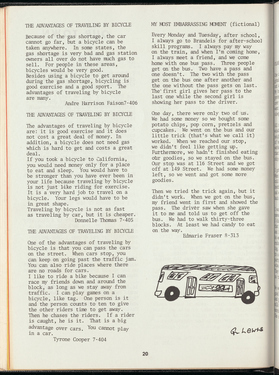 THE ADVANTAGES OF TRAVELING BY BICYCLE
Because of the gas shortage, the car
cannot go far, but a bicycle can be
taken anywhere. In some states, the
gas shortage is very bad and gas station
owners all over do not have much gas to
sell. For people in these areas,
bicycles would be very good.
Besides using a bicycle to get around
during the gas shortage, bicycling is
good exercise and a good sport. The
advantages of traveling by bicycle
are many.
Andre Harrison Faison7-406
THE ADVANTAGES OF TRAVELING BY BICYCLE
The advantages of traveling by bicycle
are: it is good exercise and it does
not cost a great deal of money. In
addition, a bicycle does not need gas
which is hard to get and costs a great
deal.
If you took a bicycle to California,
you would need money only for a place
to eat and sleep. You would have to
be stronger than you have ever been in
your life because traveling by bicycle
is not just like riding for exercise.
It is a very hard job to travel on a
bicycle. Your legs would have to be
in great shape.
Traveling by bicycle is not as fast
as traveling by car, but it is cheaper.
Donnelle Thomas 7-405
THE ADVANTAGES OF TRAVELING BY BICYCLE
One of the advantages of traveling by
bicycle is that you can pass the cars
on the street. When cars stop, you
can keep on going past the traffic jam.
You can also ride places where there
are no roads for cars.
I like to ride a bike because I can
race my friends down and around the
block, as long as we stay away from
traffic. I can play games on a
bicycle, like tag. One person is it
and the person counts to ten to give
the other riders time to get away.
Then he chases the riders. If a rider
is caught, he is it. That is a big
advantage over cars. You cannot play
in a car.
Tyrone Cooper 7-404
MY MOST EMBARRASSING MOMENT (fictional)
Every Monday and Tuesday, after school,
I always go to Brandeis for after-school
skill programs. I always pay my way
on the train, and when I'm coming home,
I always meet a friend, and we come
home with one bus pass. Three people
get on the bus. Two have a pass and
one doesn't. The two with the pass
get on the bus one after another and
the one without the pass gets on last.
The first girl gives her pass to the
last one while the second girl is
showing her pass to the driver.
One day, there were only two of us.
We had some money so we bought some
potato chips, pop corn, pretzels and
cupcakes. We went on the bus and our
little trick (that's what we call it)
worked. When we reached our stop,
we didn't feel like getting up.
Furthermore, we hadn't finished eating
our goodies, so we stayed on the bus.
Our stop was at 116 Street and we got
off at 149 Street. We had some money
left, so we went and got some more
goodies.
Then we tried the trick again, but it
didn't work. When we got on the bus,
my friend went in first and showed the
pass. The driver saw when she gave
it to me and told us to get off the
bus. We had to walk thirty-three
blocks. At least we had candy to eat
on the way.
Edmarie Fraser 8-313
R. LEWIS
20